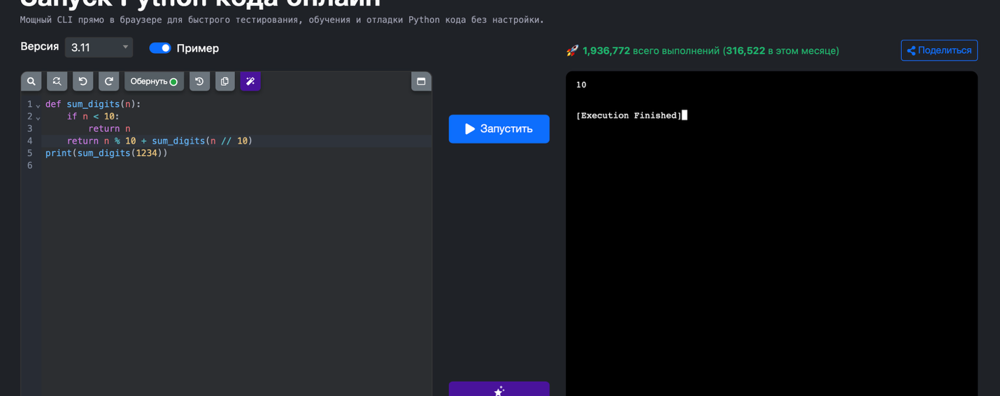 Запуск Python кода онлайн
Мощный CLI прямо в браузере для быстрого тестирования, обучения и отладки Python кода без настройки.
Версия 3.11 Пример
🚀 1,936,772 всего выполнений (316,522 в этом месяце)
Поделиться
Обернуть
1 def sum_digits(n):
2     if n < 10:
3         return n
4     return n % 10 + sum_digits(n // 10)
5 print(sum_digits(1234))
6
Запустить
10
[Execution Finished]